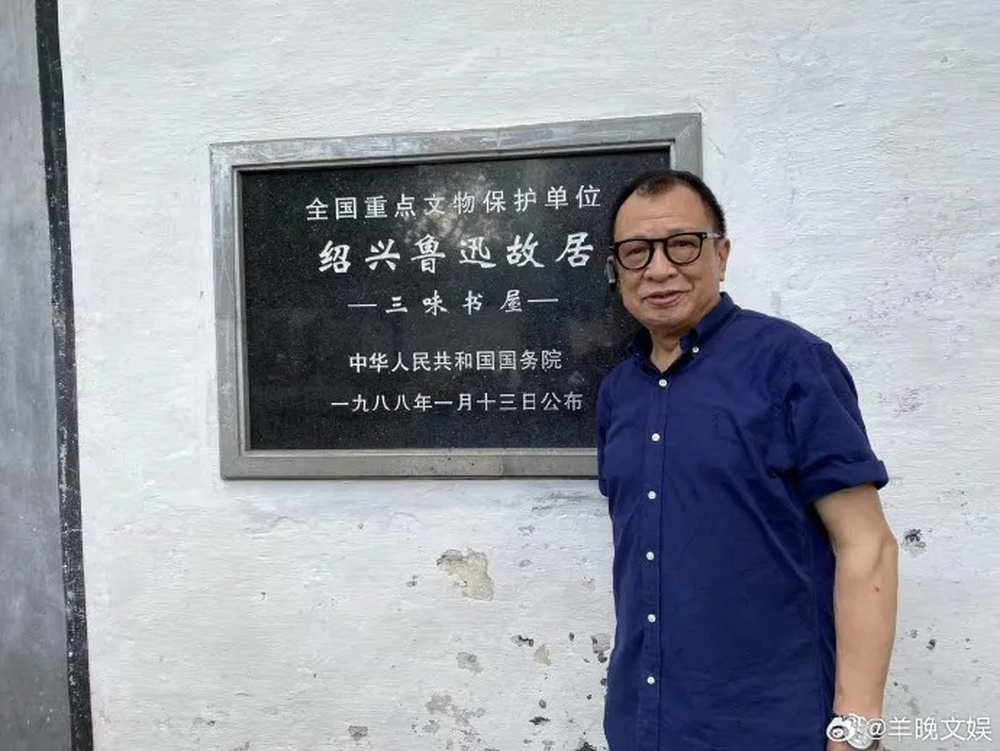 全国重点文物保护单位
绍兴鲁迅故居
—三味书屋—
中华人民共和国国务院
一九八八年一月十三日公布
@羊晚文娱